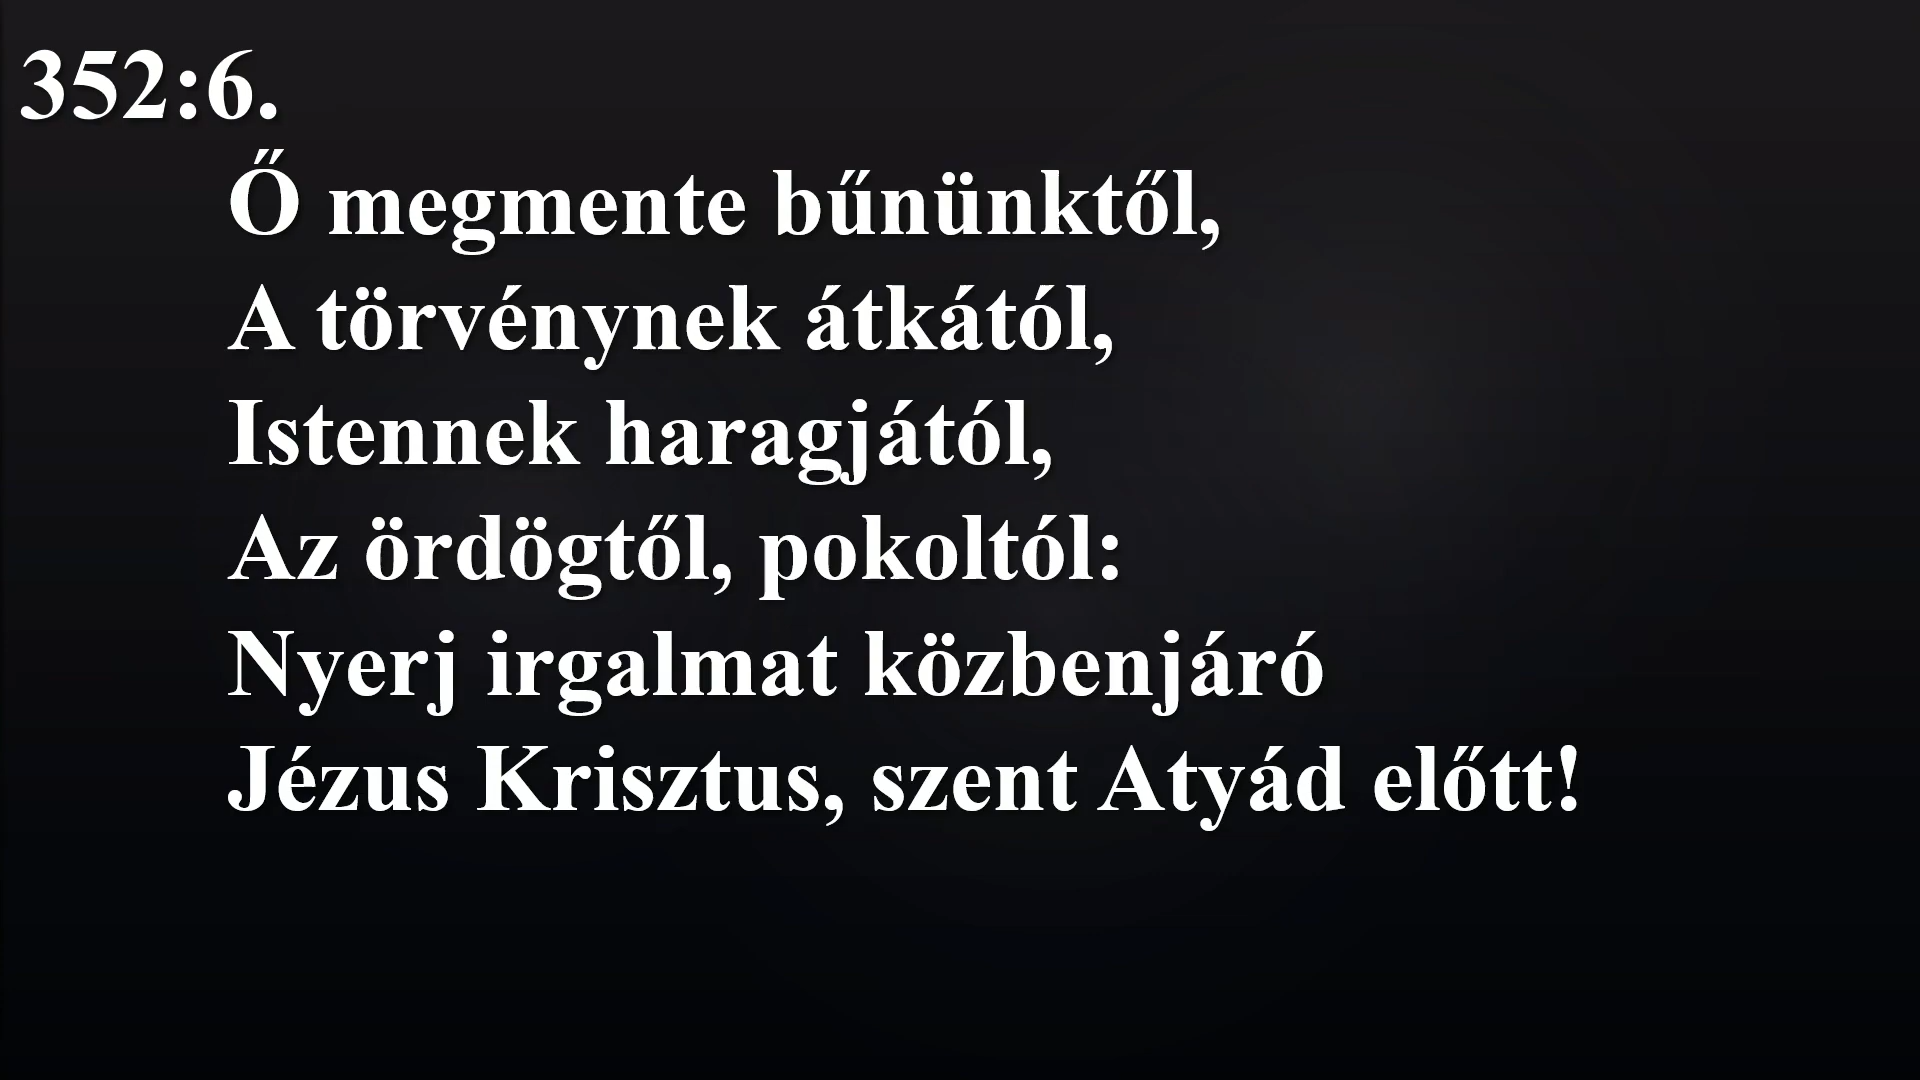 352:6.
Ő megmente bűnünktől,
A törvénynek átkától,
Istennek haragjától,
Az ördögtől, pokoltól:
Nyerj irgalmat közbenjáró
Jézus Krisztus, szent Atyád előtt!